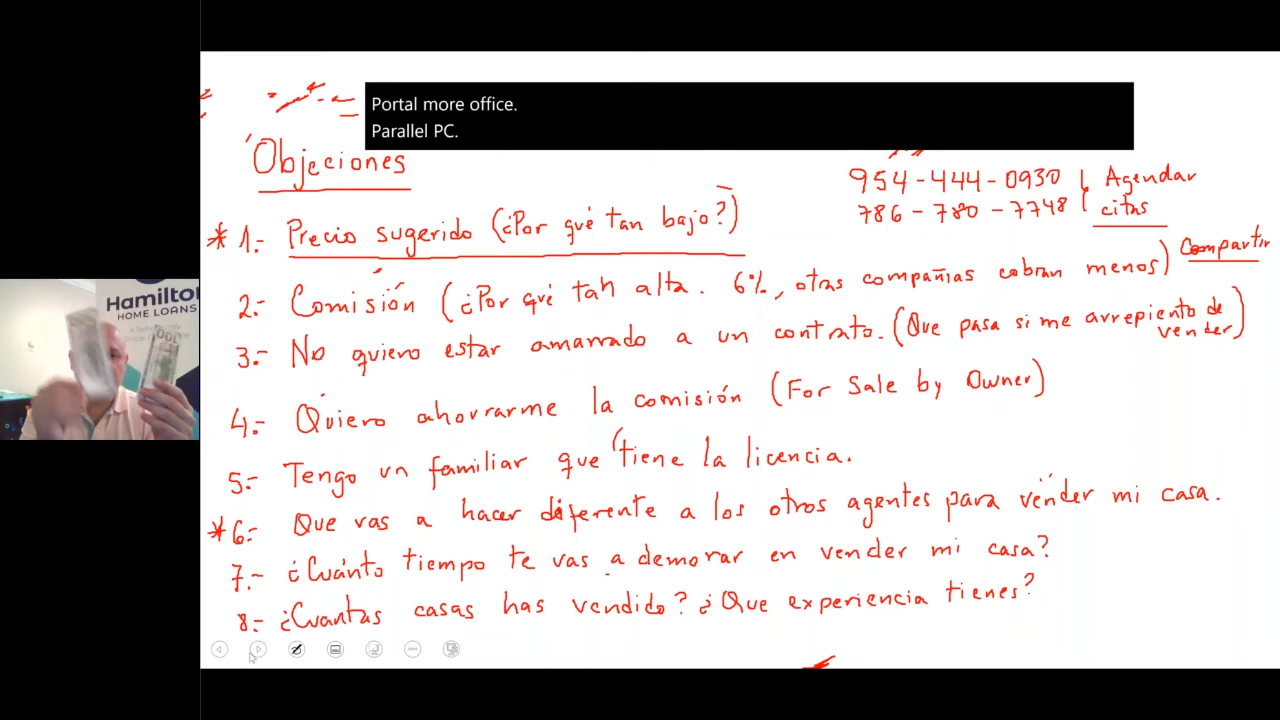 Portal more office.
Parallel PC.
Objeciones
954-444-0930
786-780-7748
Agendar
citas
* 1.- Precio sugerido (¿Por qué tan bajo?)
Compartir
2.- Comisión (¿Por qué tan alta. 6%, otras compañias cobran menos)
3.- No quiero estar amarrado a un contrato. (Que pasa si me arrepiento de
vender)
4.- Quiero ahorrarme la comisión (For Sale by Owner)
5.- Tengo un familiar que tiene la licencia.
* 6.- Que vas a hacer diferente a los otros agentes para vender mi casa.
7.- ¿Cuánto tiempo te vas a demorar en vender mi casa?
8.- ¿Cuantas casas has vendido? ¿Que experiencia tienes?
Hamilton
HOME LOANS